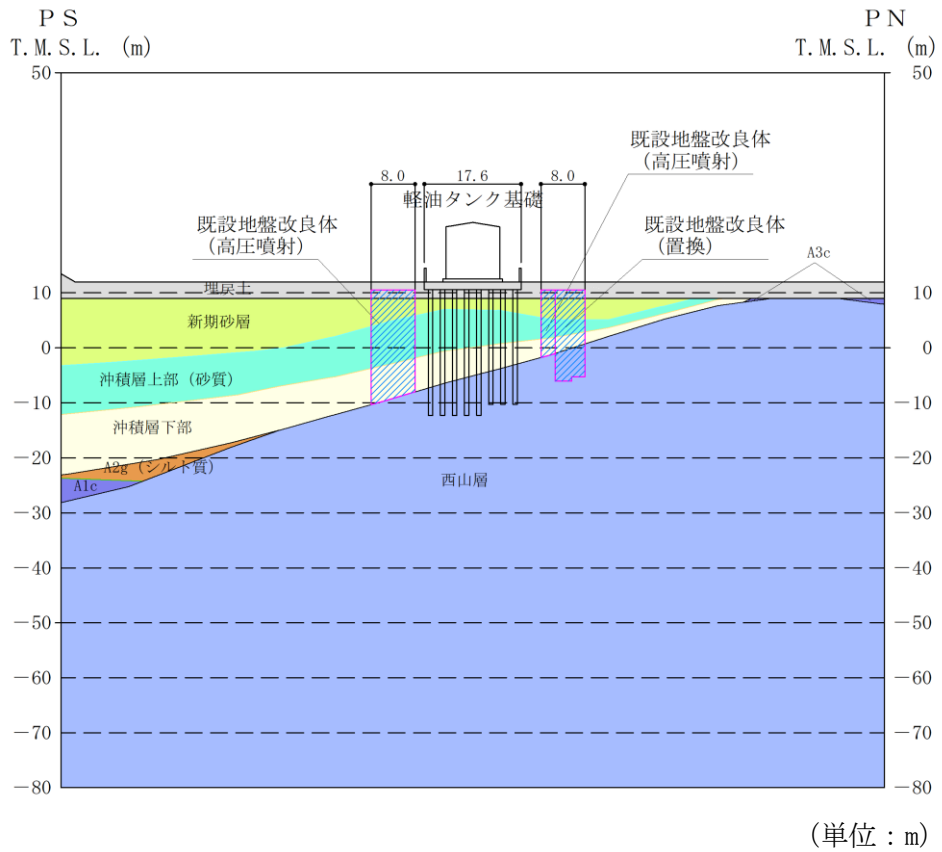 PS
PN
T.M.S.L. (m)
T.M.S.L. (m)
50
50
既設地盤改良体
(高圧噴射)
8.0
17.6
8.0
軽油タンク基礎
既設地盤改良体
(高圧噴射)
既設地盤改良体
(置換)
A3c
10
埋戻土
10
新期砂層
0
0
沖積層上部(砂質)
-10
-10
沖積層下部
-20
-20
A2g(シルト質)
西山層
A1c
-30
-30
-40
-40
-50
-50
-60
-60
-70
-70
-80
-80
(単位:m)